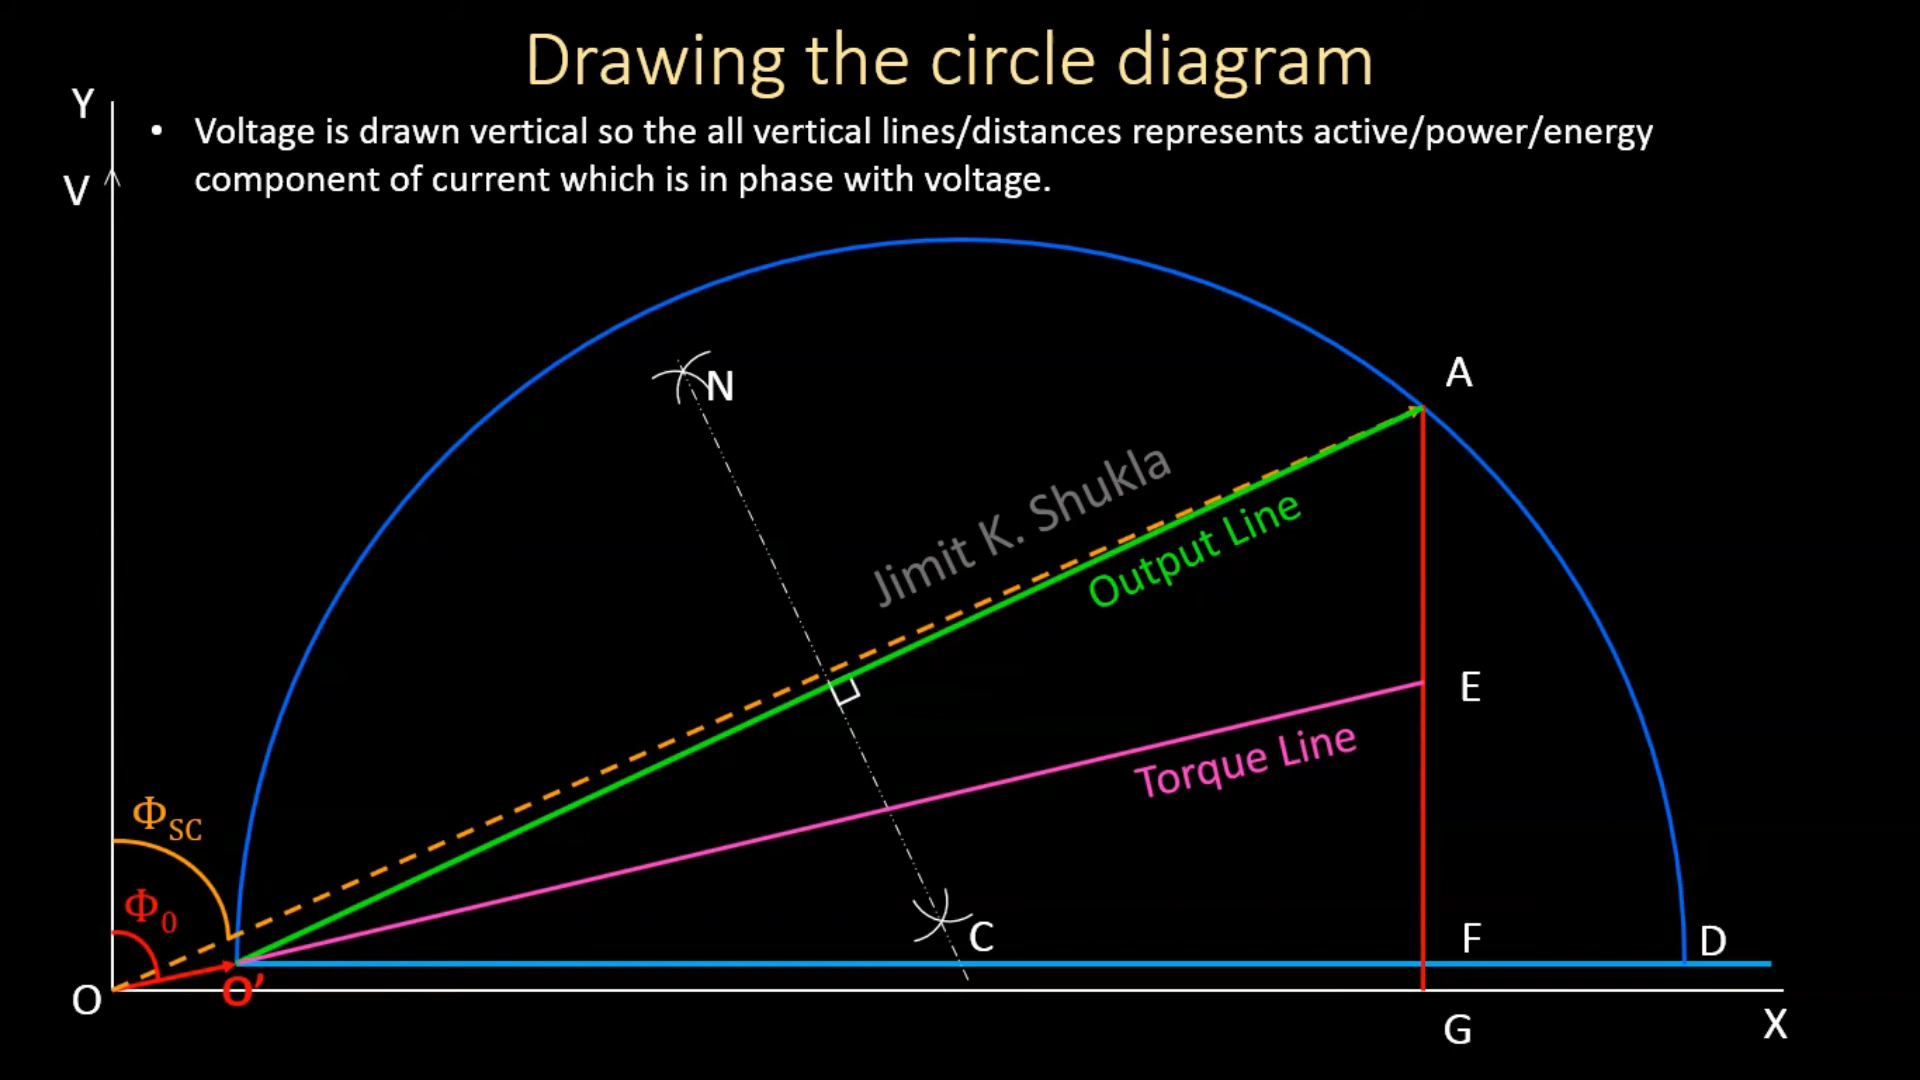 Drawing the circle diagram
Y
• Voltage is drawn vertical so the all vertical lines/distances represents active/power/energy
component of current which is in phase with voltage.
V
A
N
Jimit K. Shukla
Output Line
E
Torque Line
ΦSC
Φ0
C
F
D
O
O’
G
X